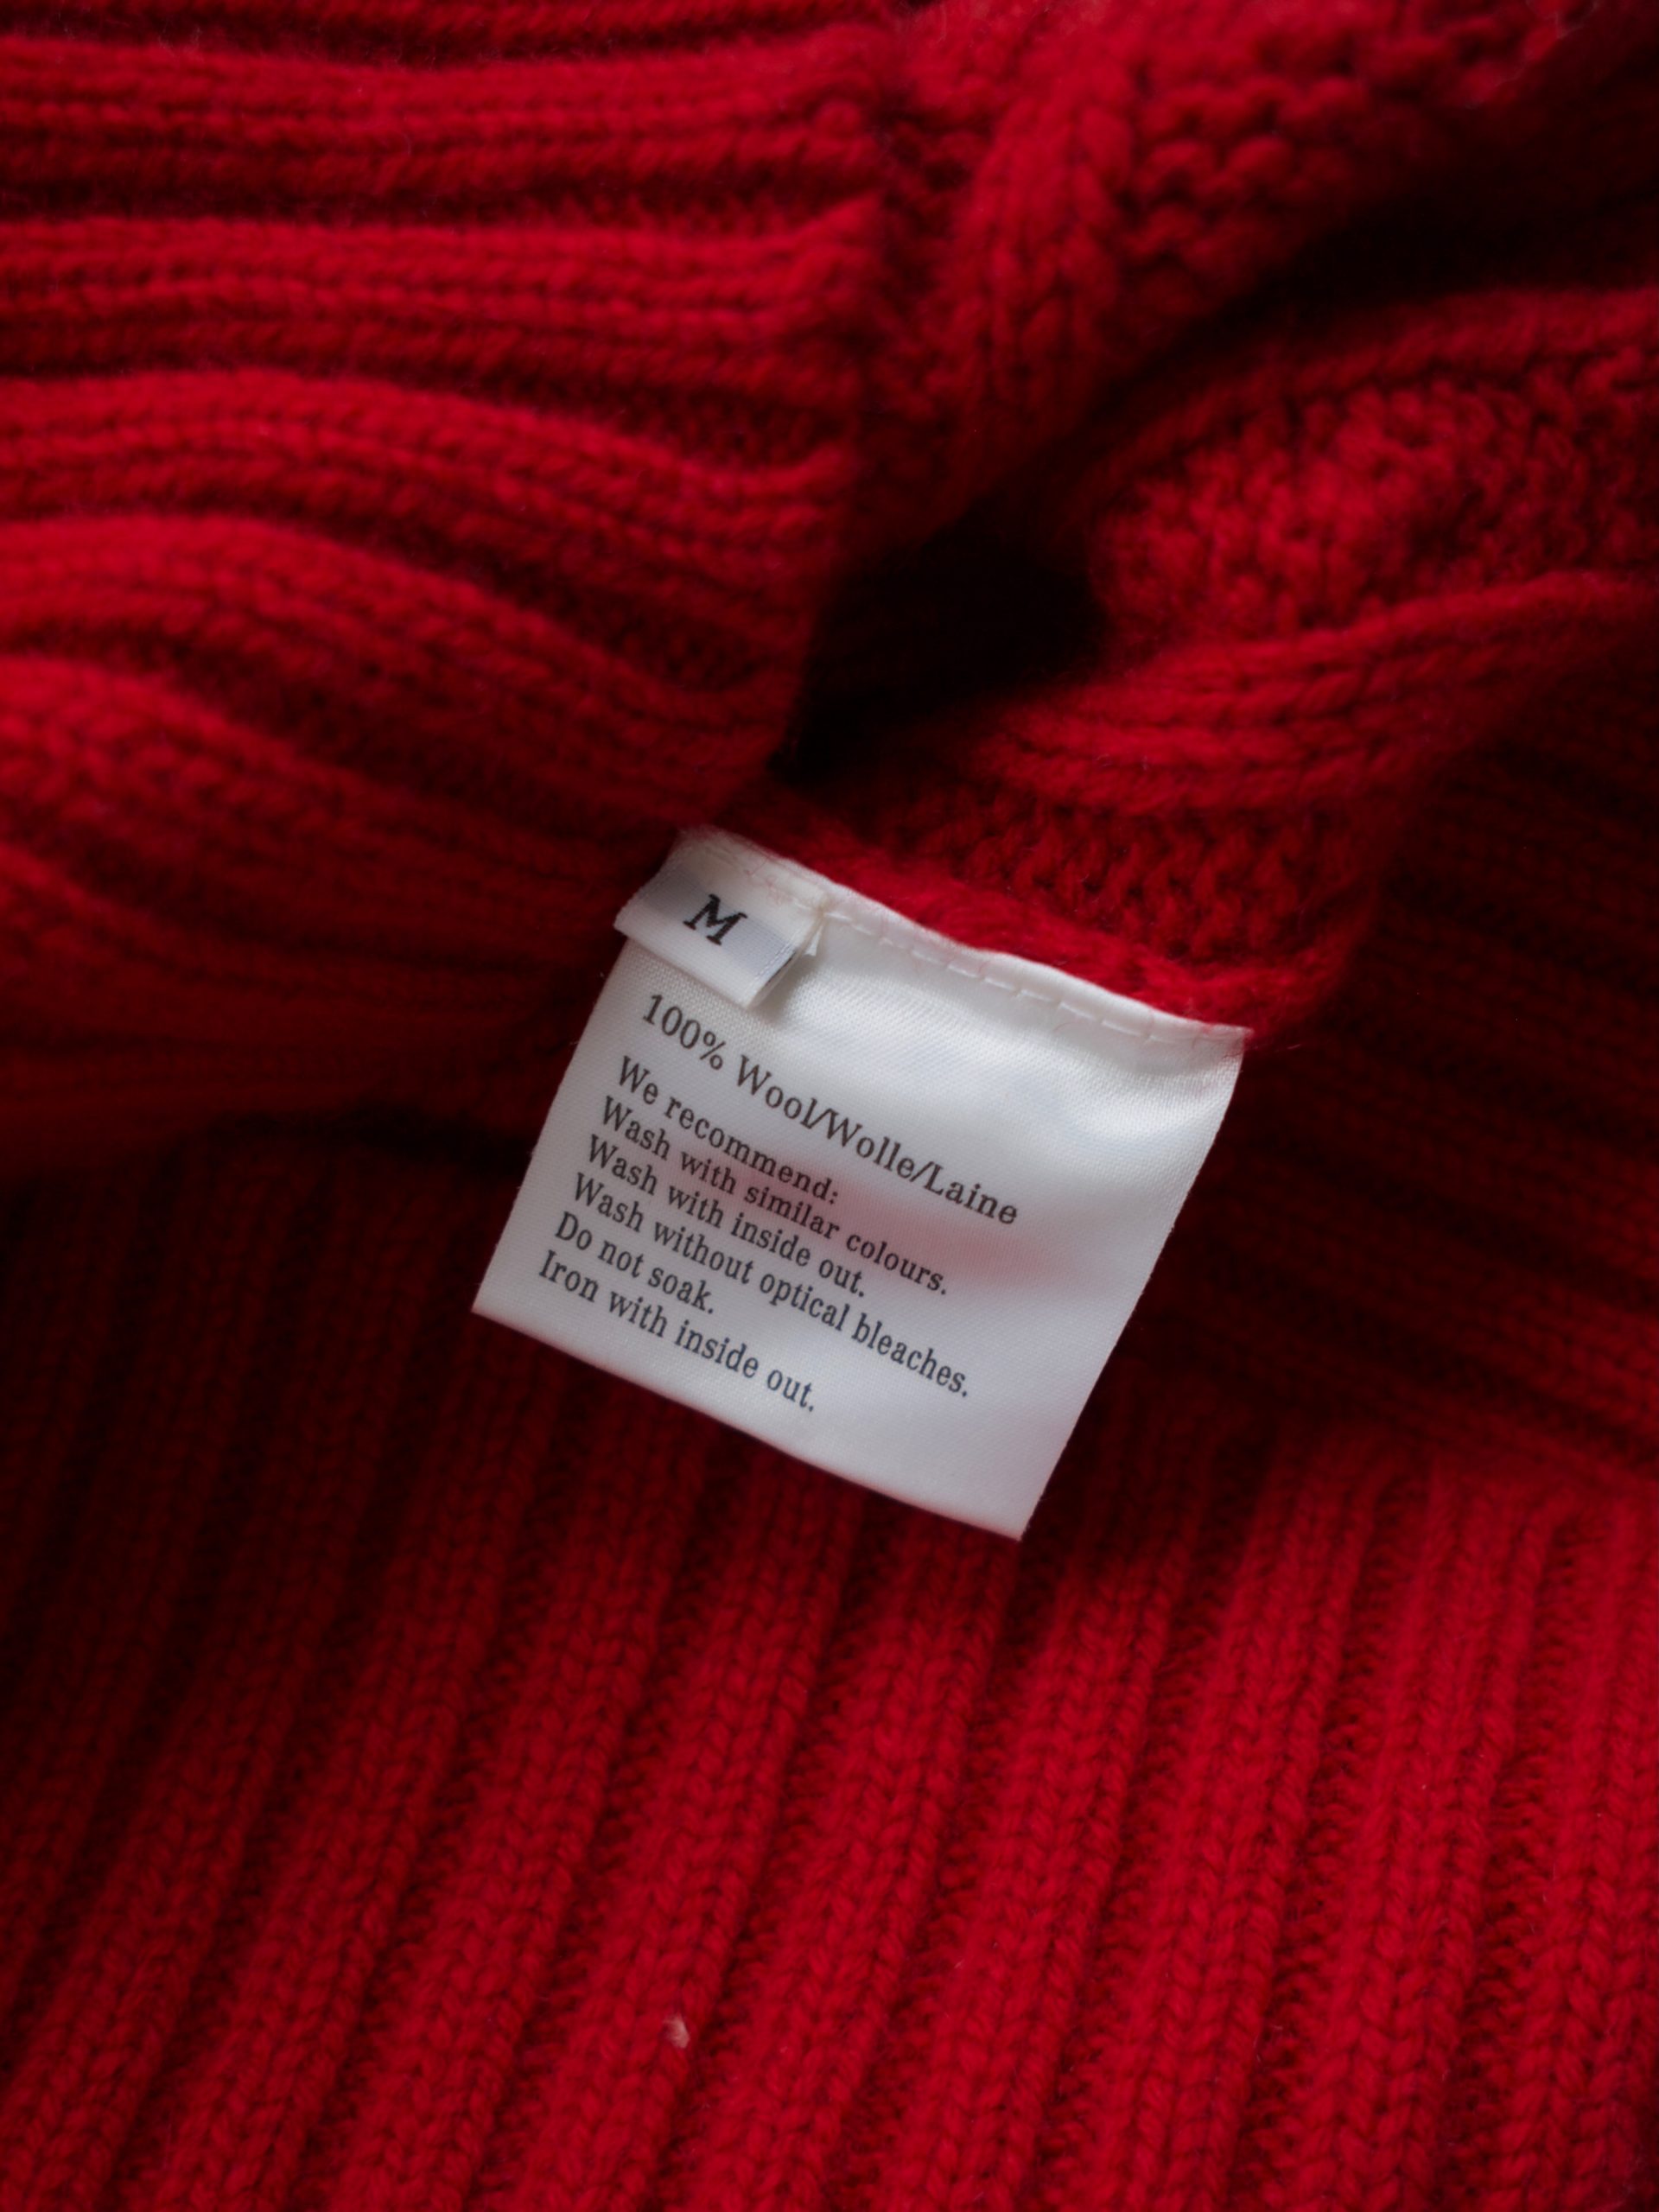 M
100% Wool/Wolle/Laine
We recommend:
Wash with similar colours.
Wash with inside out.
Wash without optical bleaches.
Do not soak.
Iron with inside out.